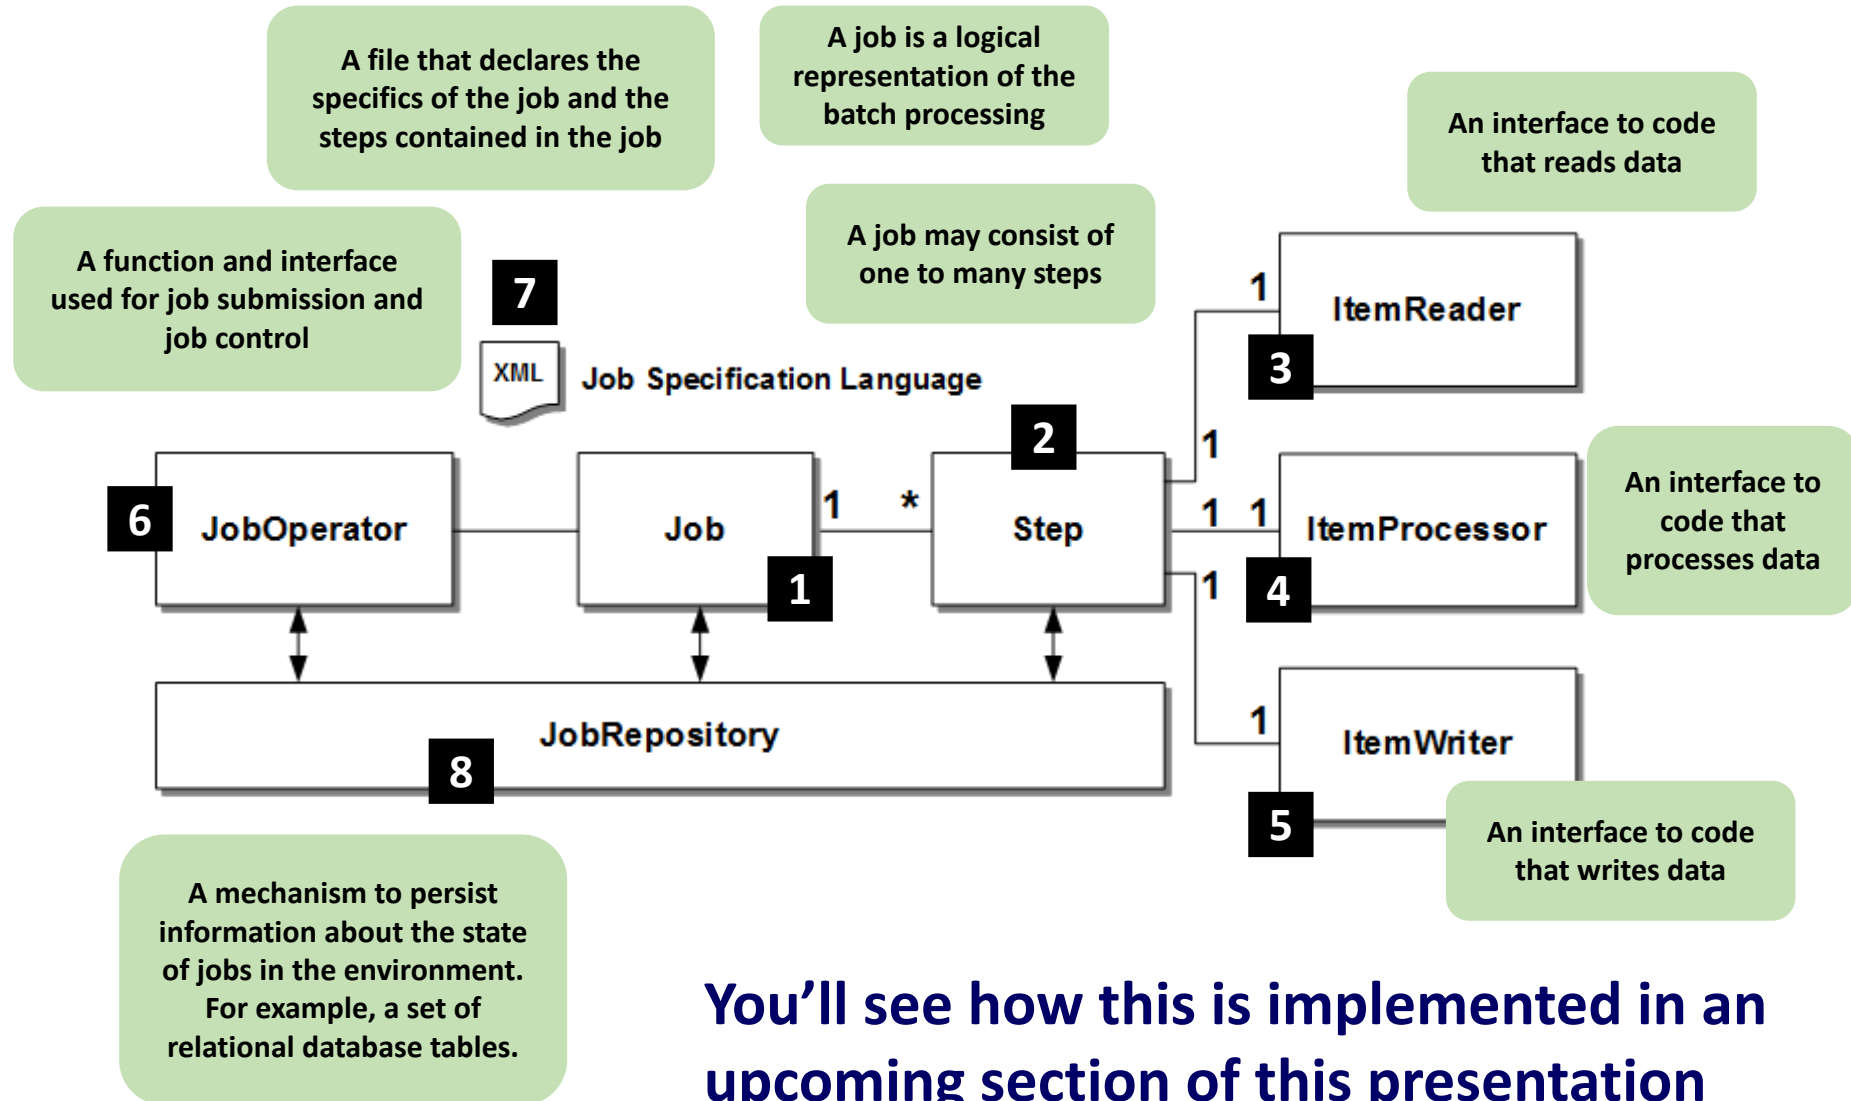 A file that declares the
specifics of the job and the
steps contained in the job
A job is a logical
representation of the
batch processing
An interface to code
that reads data
A function and interface
used for job submission and
job control
A job may consist of
one to many steps
7
XML
Job Specification Language
1
ItemReader
3
2
1
6
JobOperator
Job
1
1
*
Step
1
1
ItemProcessor
4
An interface to
code that
processes data
1
JobRepository
8
1
ItemWriter
5
An interface to code
that writes data
A mechanism to persist
information about the state
of jobs in the environment.
For example, a set of
relational database tables.
You’ll see how this is implemented in an
upcoming section of this presentation